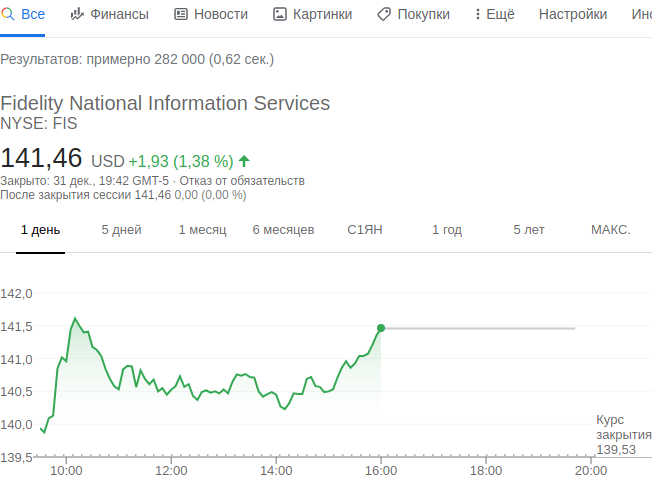 Все Финансы Новости Картинки Покупки Ещё Настройки Инс
Результатов: примерно 282 000 (0,62 сек.)
Fidelity National Information Services
NYSE: FIS
141,46 USD +1,93 (1,38 %)
Закрыто: 31 дек., 19:42 GMT-5 · Отказ от обязательств
После закрытия сессии 141,46 0,00 (0,00 %)
1 день 5 дней 1 месяц 6 месяцев С1ЯН 1 год 5 лет МАКС.
142,0
141,5
141,0
140,5
140,0
139,5
Курс
закрытия
139,53
10:00 12:00 14:00 16:00 18:00 20:00